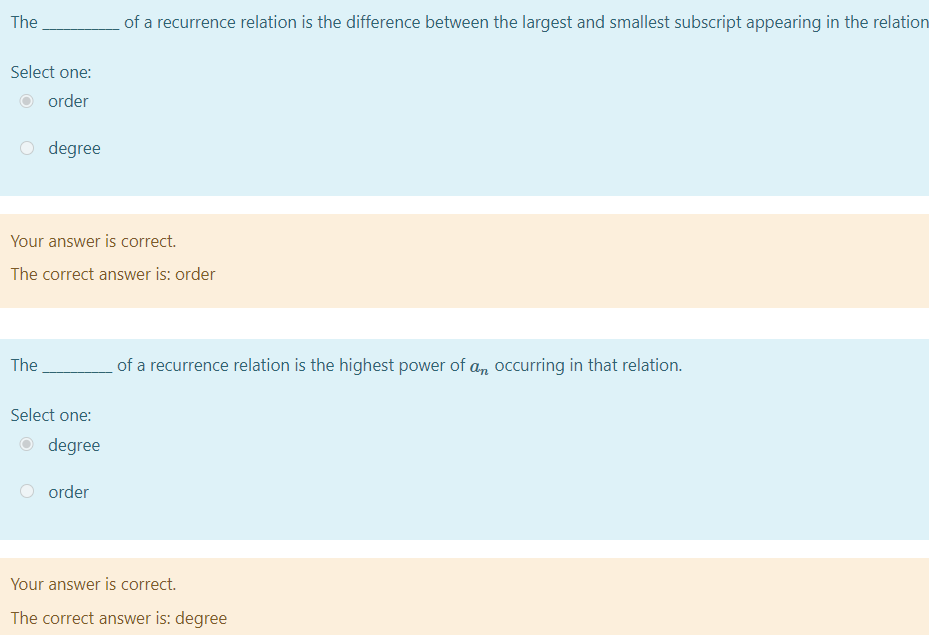 The ___________ of a recurrence relation is the difference between the largest and smallest subscript appearing in the relation
Select one:
order
degree
Your answer is correct.
The correct answer is: order
The __________ of a recurrence relation is the highest power of aₙ occurring in that relation.
Select one:
degree
order
Your answer is correct.
The correct answer is: degree